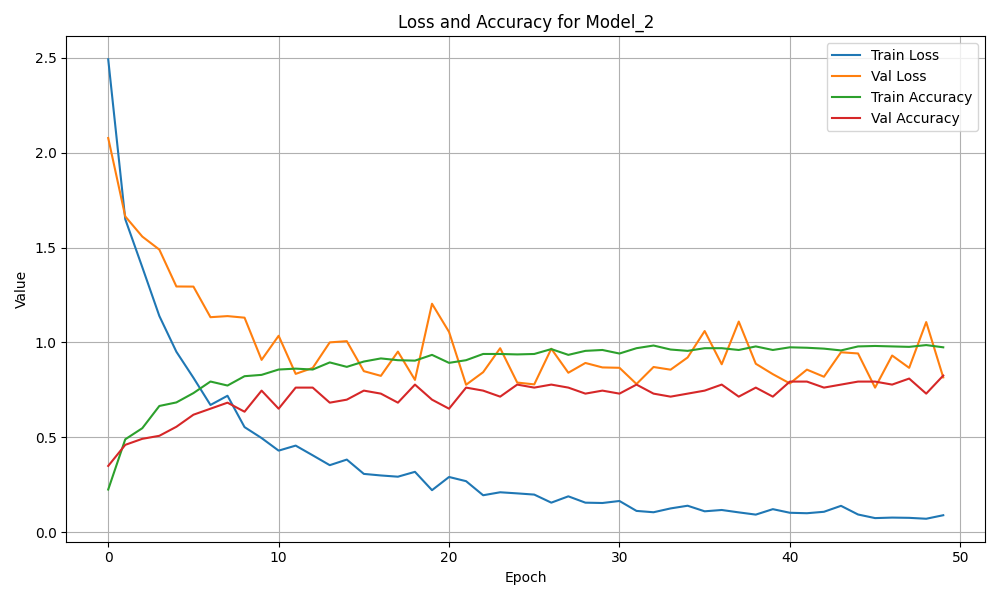 Loss and Accuracy for Model_2
Train Loss
Val Loss
Train Accuracy
Val Accuracy
Value
2.5
2.0
1.5
1.0
0.5
0.0
0 10 20 30 40 50
Epoch